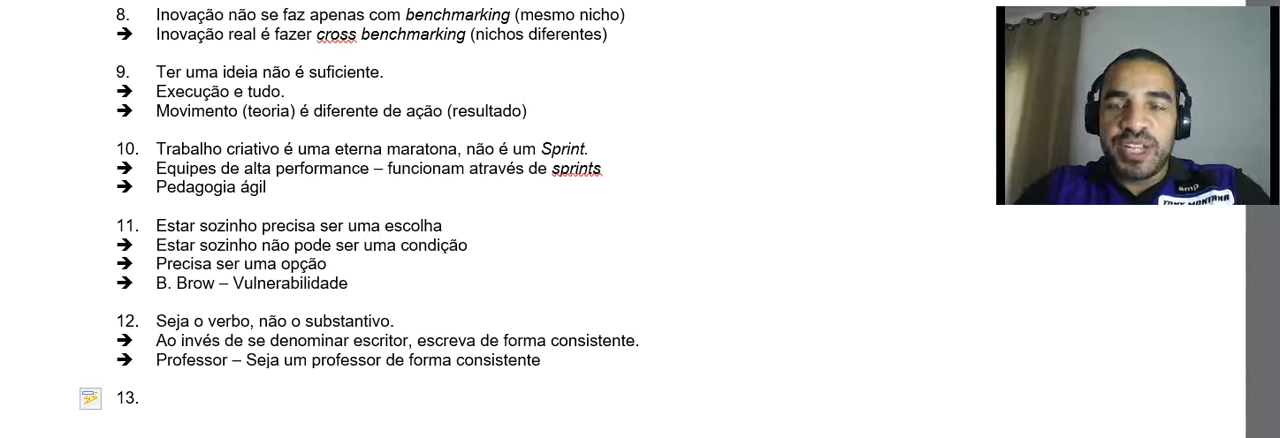 8. Inovação não se faz apenas com benchmarking (mesmo nicho)
➔ Inovação real é fazer cross benchmarking (nichos diferentes)
9. Ter uma ideia não é suficiente.
➔ Execução e tudo.
➔ Movimento (teoria) é diferente de ação (resultado)
10. Trabalho criativo é uma eterna maratona, não é um Sprint.
➔ Equipes de alta performance – funcionam através de sprints
➔ Pedagogia ágil
11. Estar sozinho precisa ser uma escolha
➔ Estar sozinho não pode ser uma condição
➔ Precisa ser uma opção
➔ B. Brow – Vulnerabilidade
12. Seja o verbo, não o substantivo.
➔ Ao invés de se denominar escritor, escreva de forma consistente.
➔ Professor – Seja um professor de forma consistente
13.
amp
TONY MONTANA